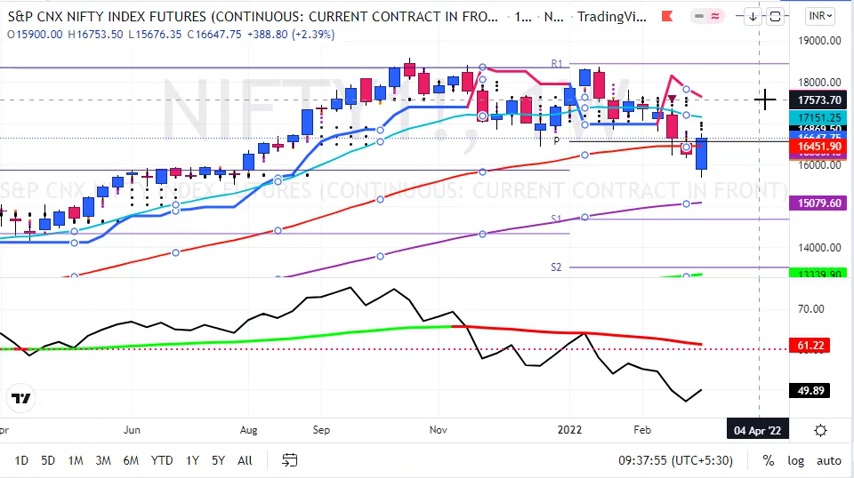 S&P CNX NIFTY INDEX FUTURES (CONTINUOUS: CURRENT CONTRACT IN FRO... · 1... · N... · TradingVi...
INR
O15900.00 H16753.50 L15676.35 C16647.75 +388.80 (+2.39%)
19000.00
R1
18000.00
17573.70
17151.25
16869.50
16647.75
16451.90
P
16000.00
S&P CNX NIFTY INDEX FUTURES (CONTINUOUS: CURRENT CONTRACT IN FRONT)
15079.60
S1
14000.00
S2
13339.90
70.00
61.22
49.89
Jun
Aug
Sep
Nov
2022
Feb
04 Apr '22
1D 5D 1M 3M 6M YTD 1Y 5Y All
09:37:55 (UTC+5:30)
% log auto